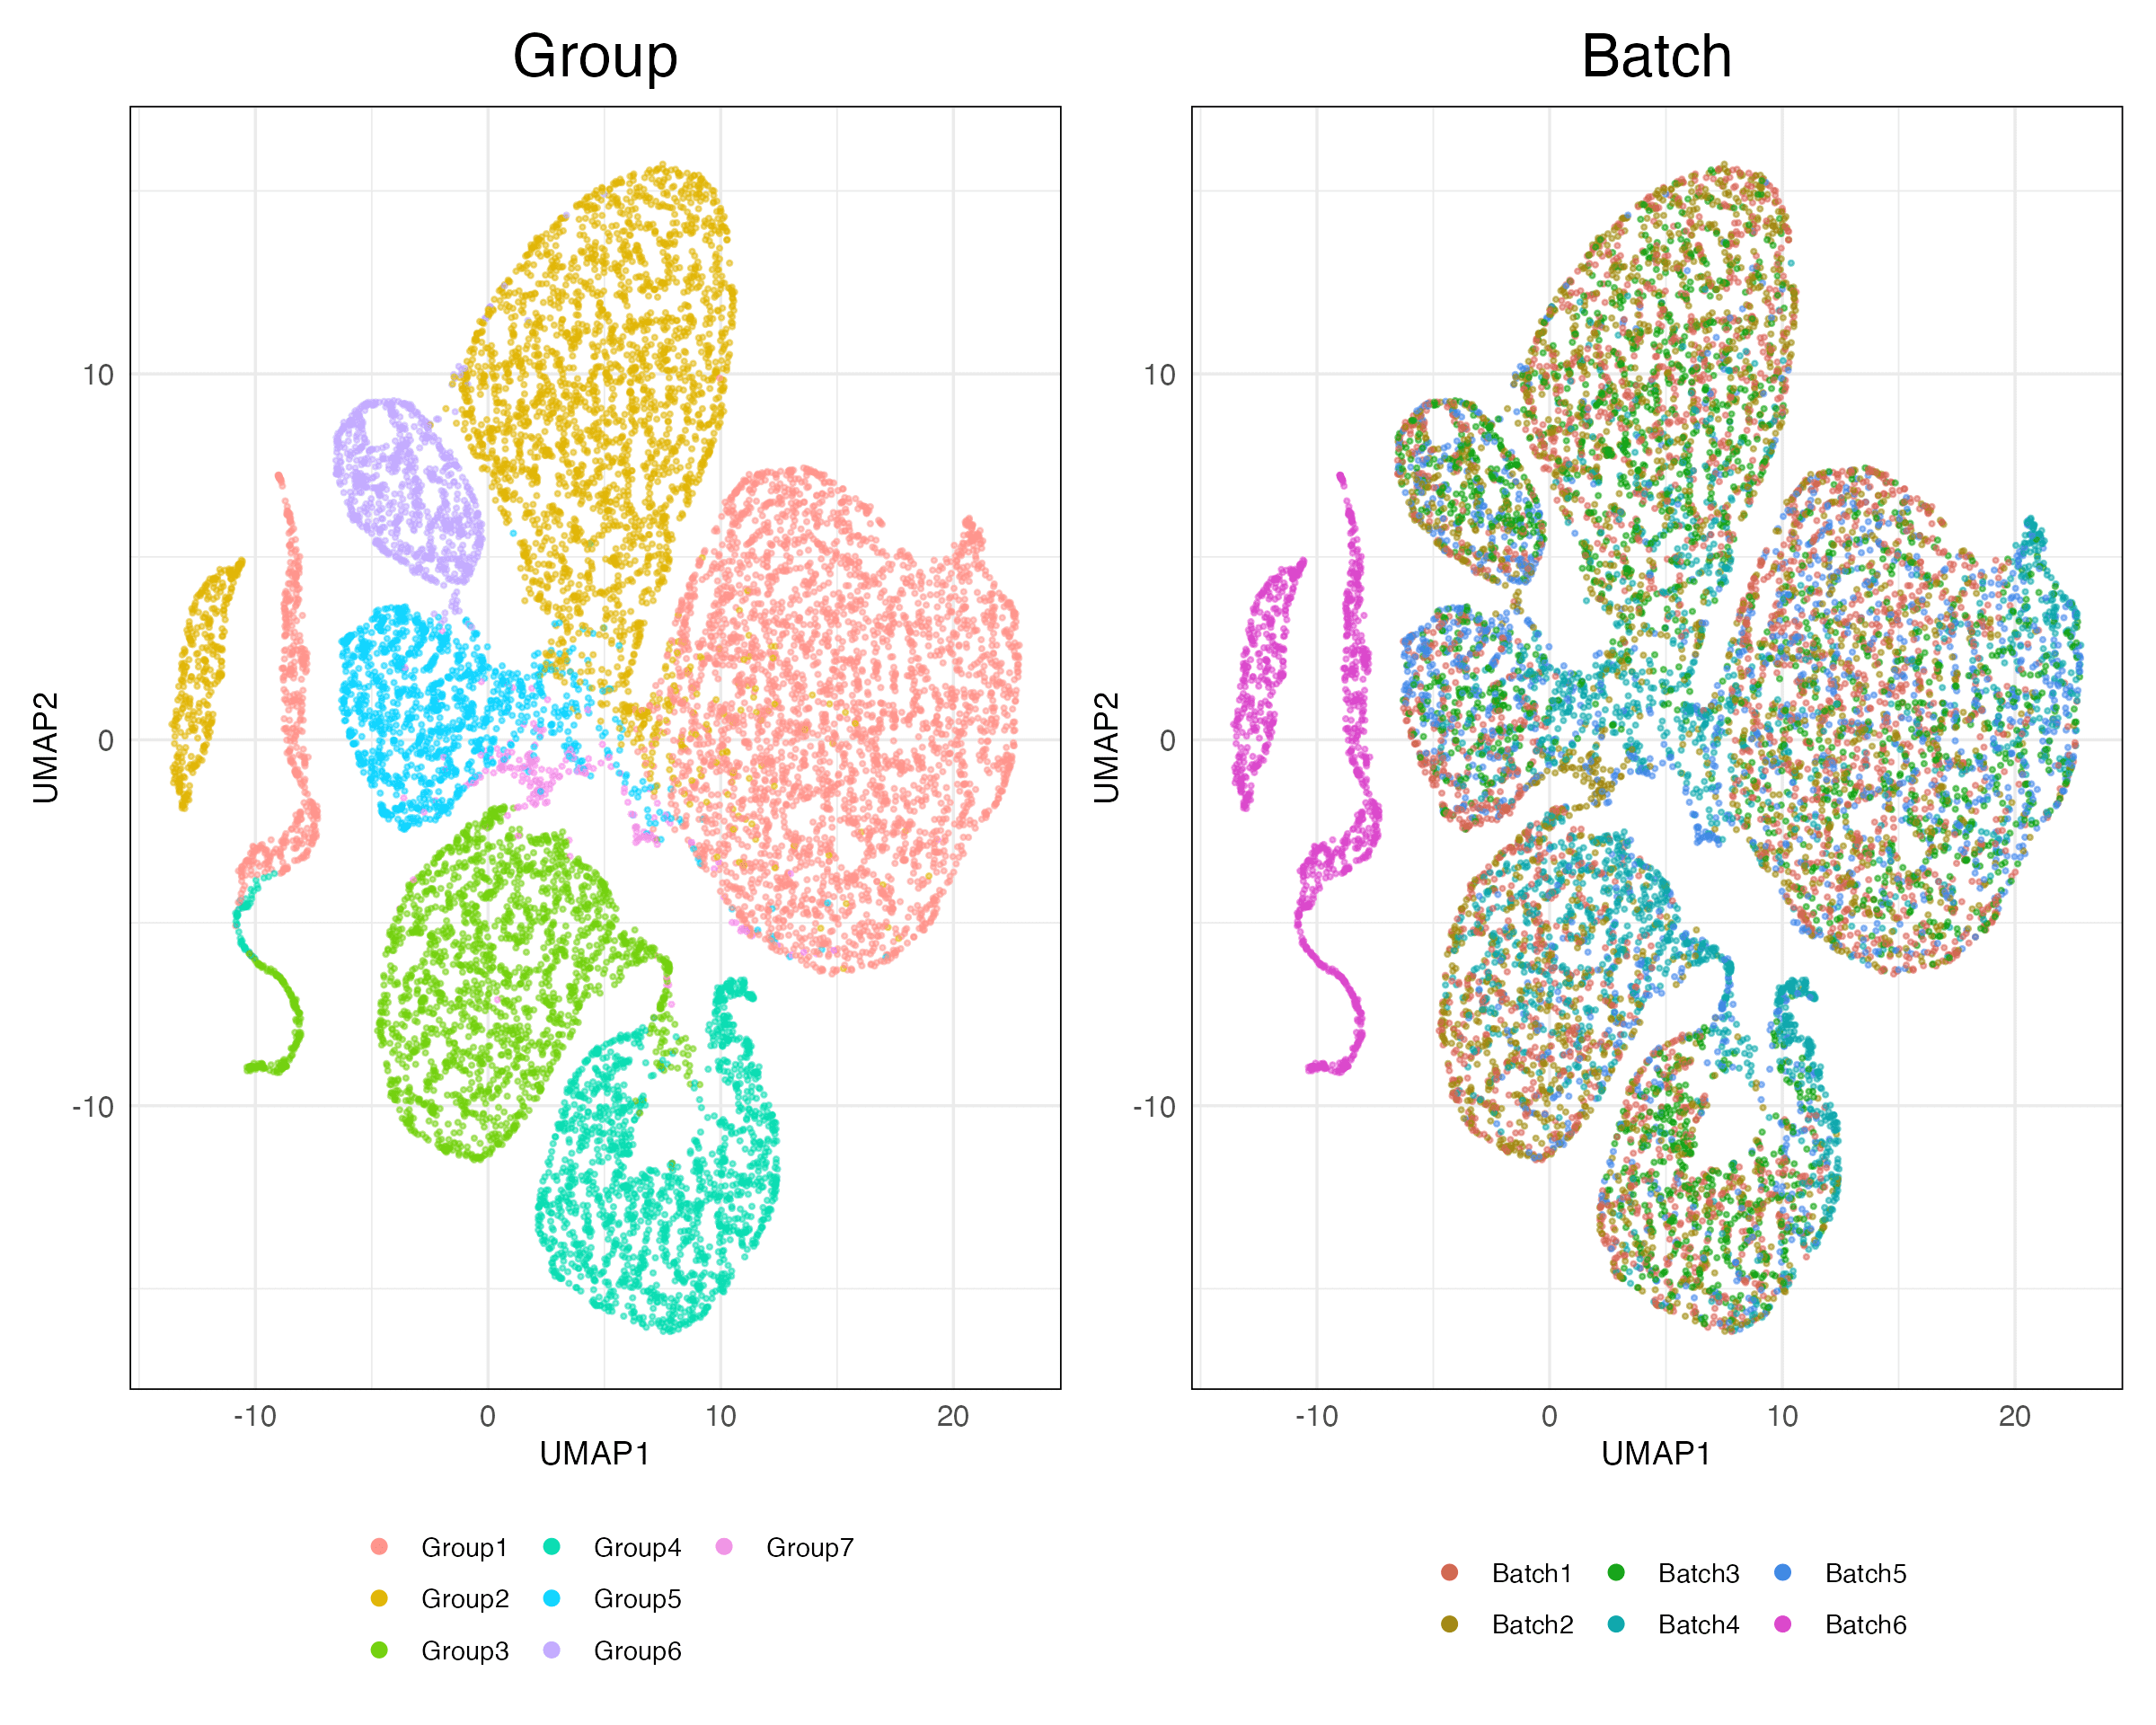 Group
Batch
UMAP2
10
0
-10
-10 0 10 20
UMAP1
UMAP2
10
0
-10
-10 0 10 20
UMAP1
Group1 Group4 Group7
Group2 Group5
Group3 Group6
Batch1 Batch3 Batch5
Batch2 Batch4 Batch6